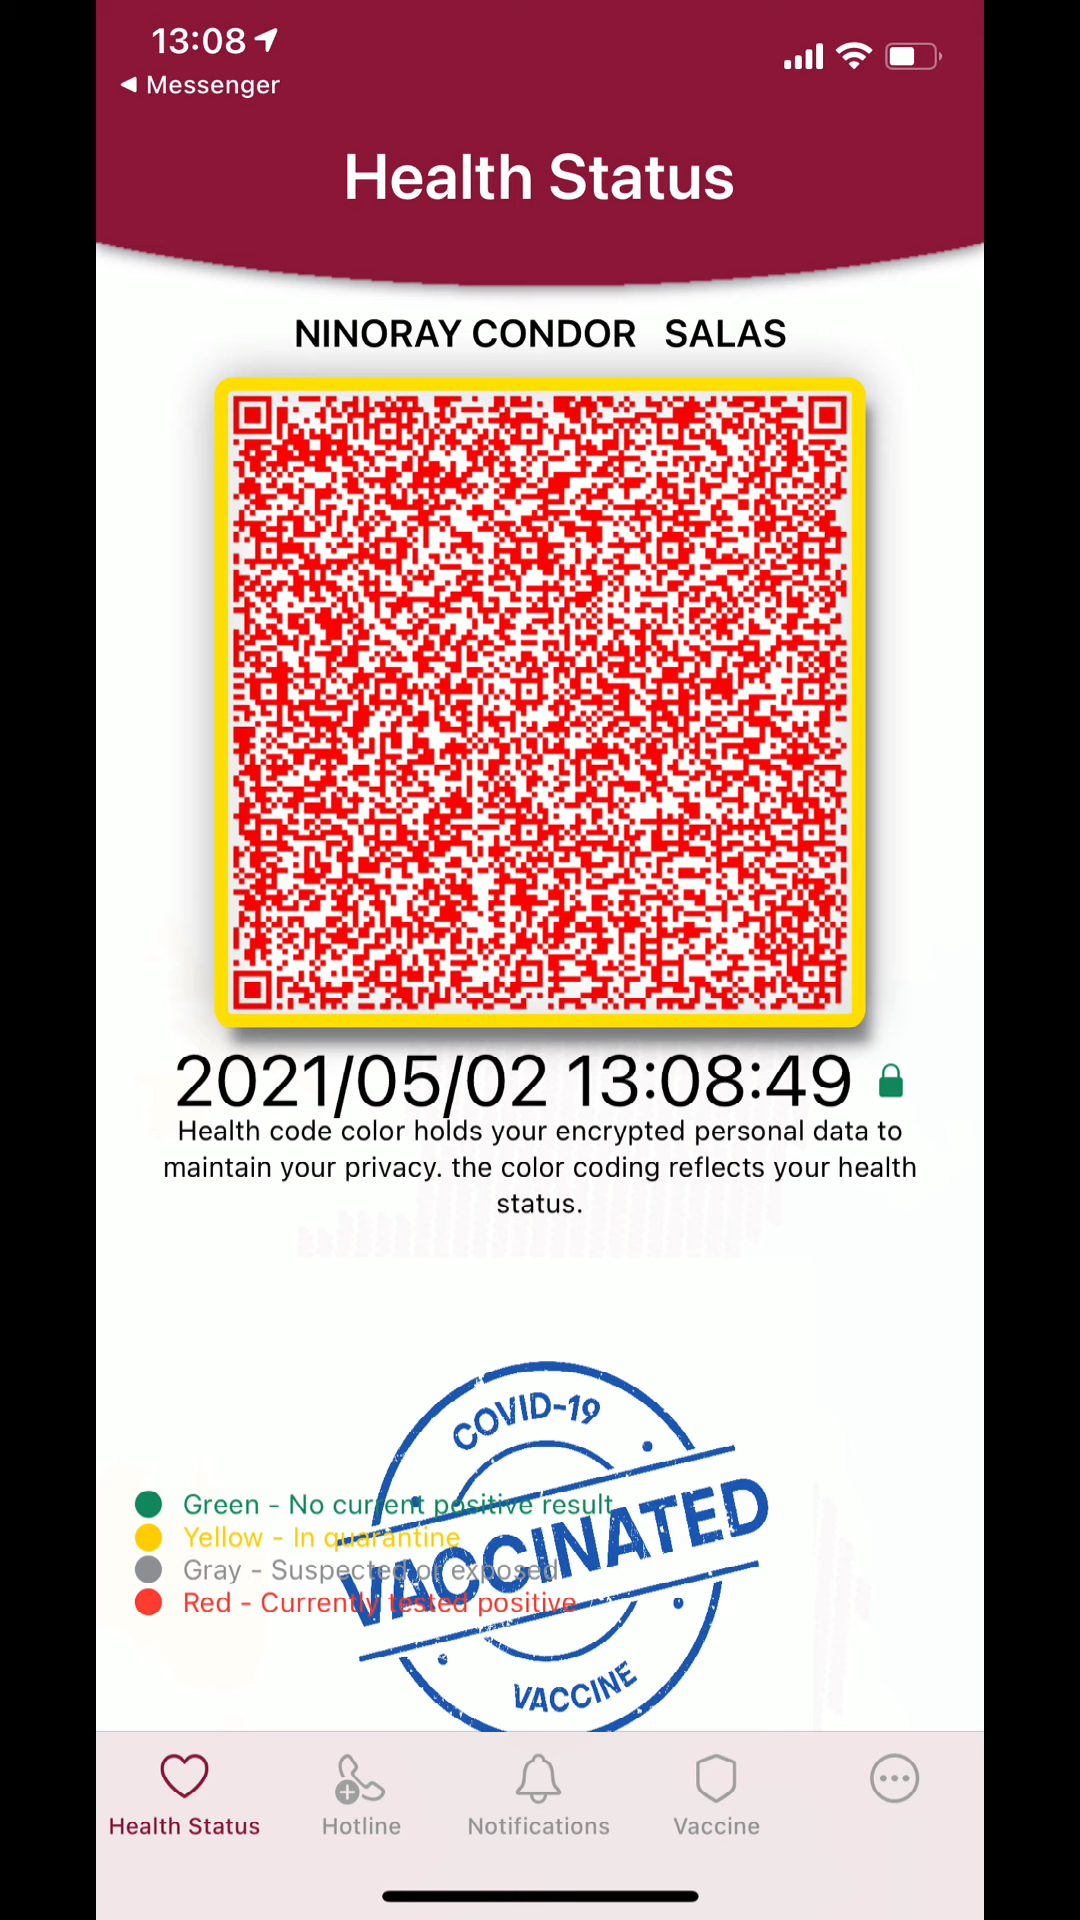 13:08
◀ Messenger
Health Status
NINORAY CONDOR SALAS
2021/05/02 13:08:49
Health code color holds your encrypted personal data to
maintain your privacy. the color coding reflects your health
status.
COVID-19
VACCINATED
VACCINE
Green - No current positive result
Yellow - In quarantine
Gray - Suspected or exposed
Red - Currently tested positive
Health Status
Hotline
Notifications
Vaccine